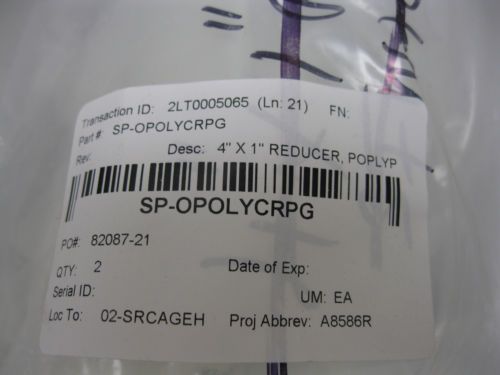 Transaction ID: 2LT0005065 (Ln: 21) FN:
Part #: SP-OPOLYCRPG
Rev: Desc: 4" X 1" REDUCER, POPLYP
SP-OPOLYCRPG
PO#: 82087-21
QTY: 2 Date of Exp:
Serial ID: UM: EA
Loc To: 02-SRCAGEH Proj Abbrev: A8586R